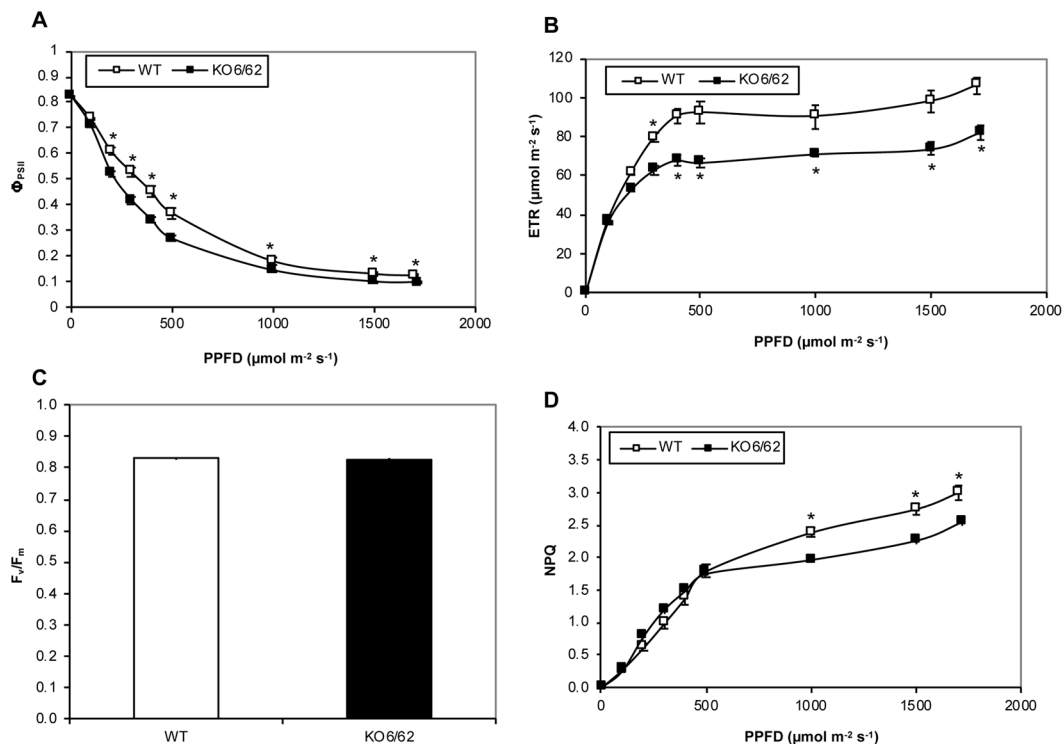 A
WT KO6/62
1
0.9
0.8
0.7
0.6
0.5
0.4
0.3
0.2
0.1
0
ΦPSII
* * * * * * *
0 500 1000 1500 2000
PPFD (µmol m-2 s-1)
B
WT KO6/62
120
100
80
60
40
20
0
ETR (µmol m-2 s-1)
* * * * * *
0 500 1000 1500 2000
PPFD (µmol m-2 s-1)
C
1.0
0.9
0.8
0.7
0.6
0.5
0.4
0.3
0.2
0.1
0.0
Fv/Fm
WT KO6/62
D
WT KO6/62
4.0
3.5
3.0
2.5
2.0
1.5
1.0
0.5
0.0
NPQ
* * *
0 500 1000 1500 2000
PPFD (µmol m-2 s-1)